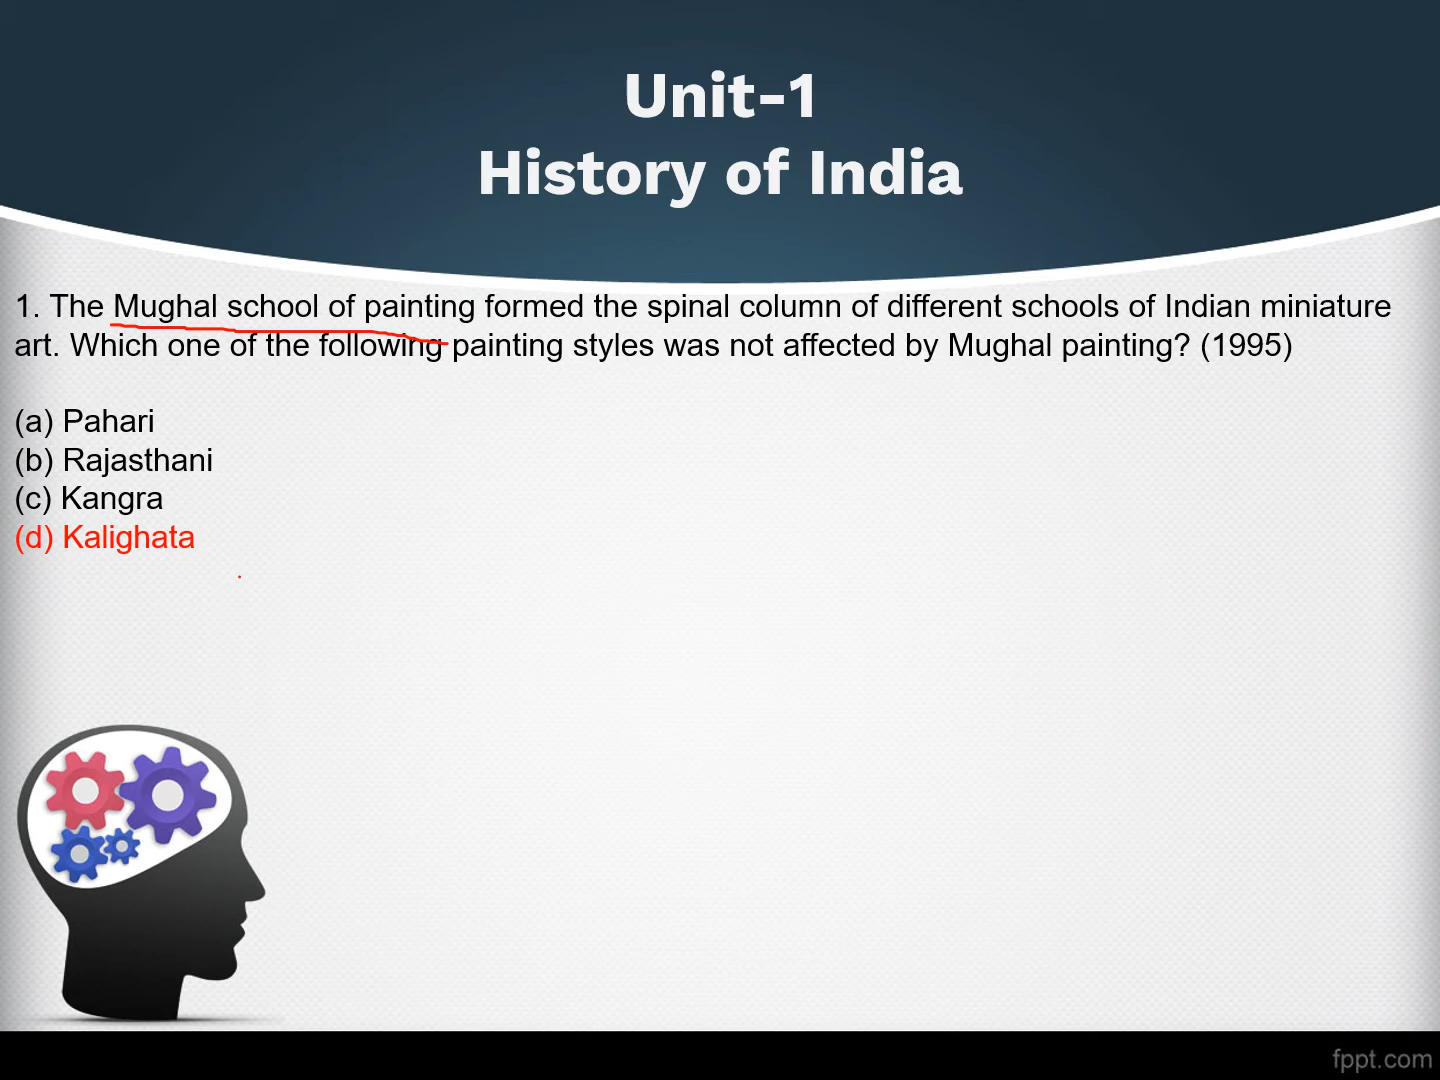 Unit-1
History of India
1. The Mughal school of painting formed the spinal column of different schools of Indian miniature
art. Which one of the following painting styles was not affected by Mughal painting? (1995)
(a) Pahari
(b) Rajasthani
(c) Kangra
(d) Kalighata
fppt.com